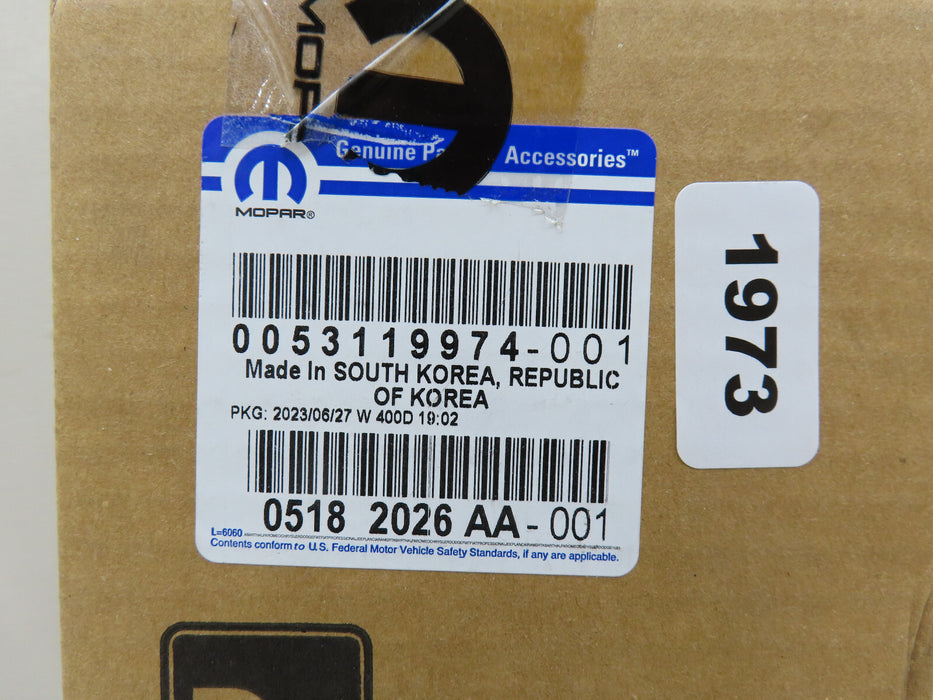 MOPAR
Genuine Pa Accessories™
MOPAR®
0053119974-001
Made In SOUTH KOREA, REPUBLIC
OF KOREA
PKG: 2023/06/27 W 400D 19:02
0518 2026 AA-001
L=6060
Contents conform to U.S. Federal Motor Vehicle Safety Standards, if any are applicable.
1973